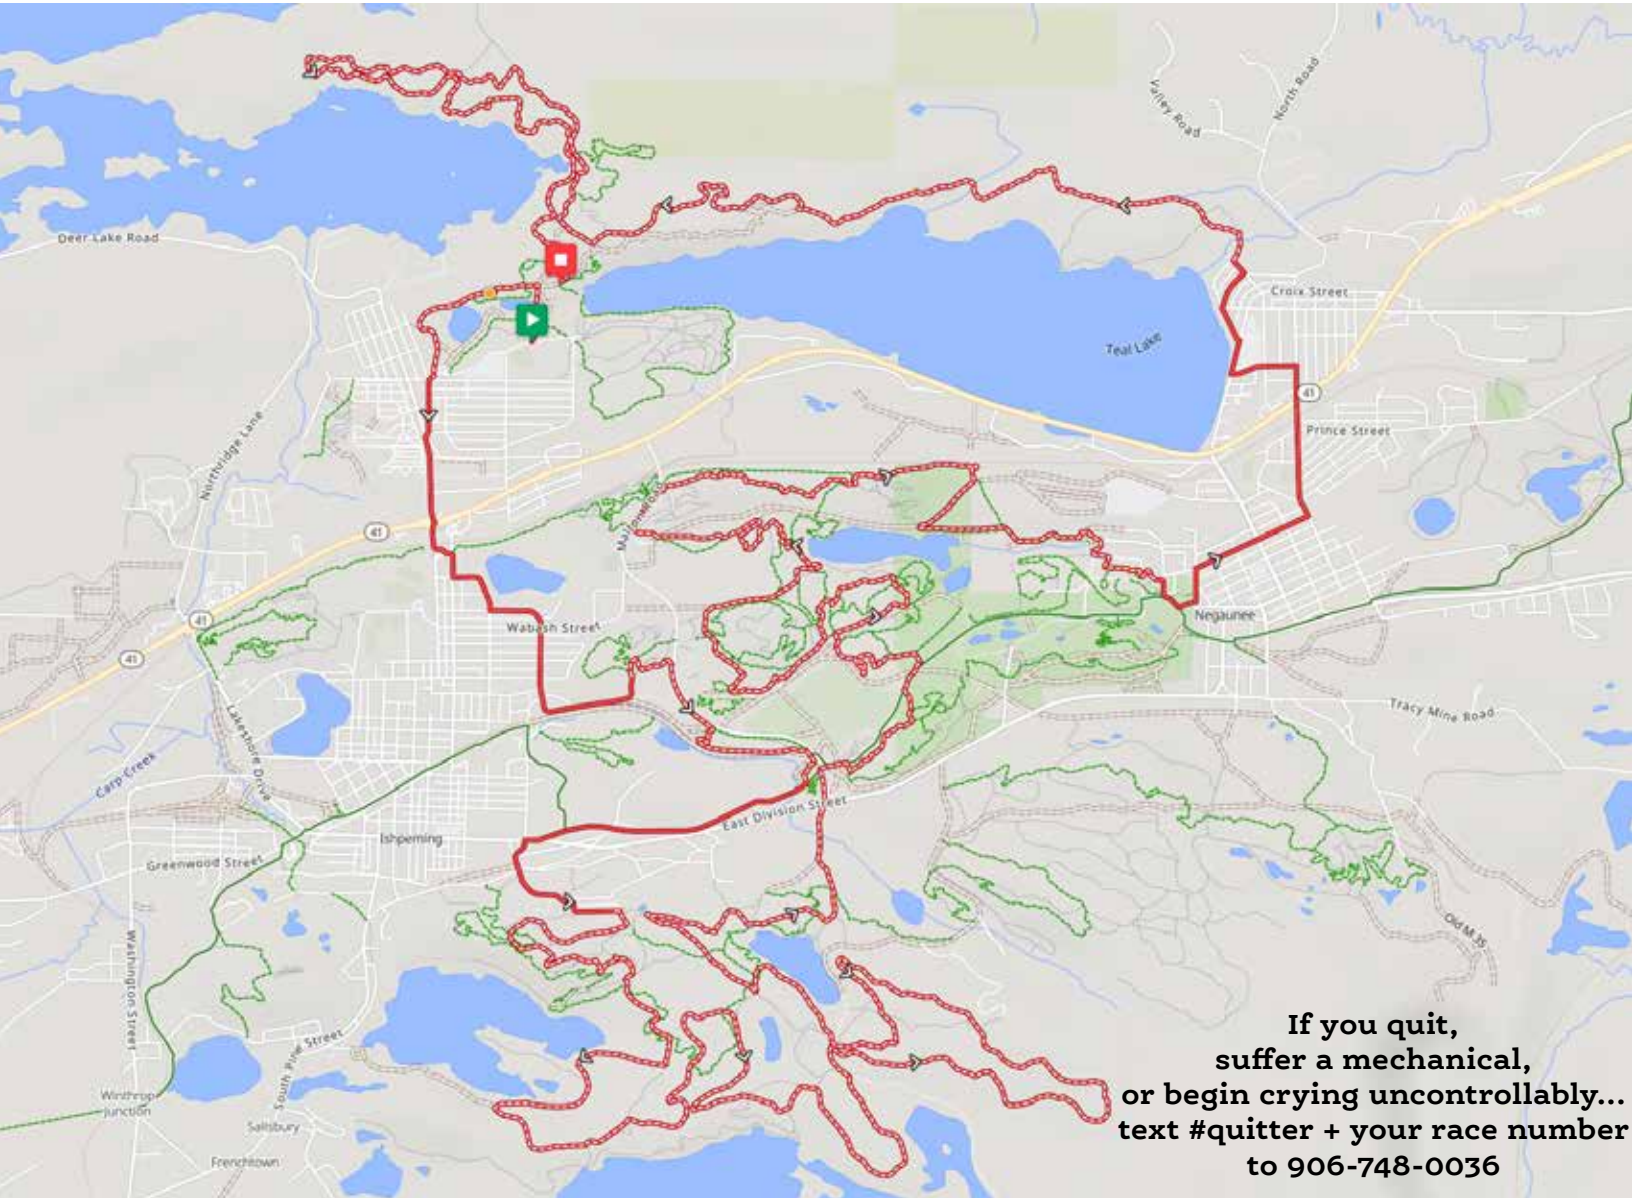 Valley Road
North Road
Deer Lake Road
Croix Street
Teal Lake
41
Prince Street
Northridge Lane
41
41
Negaunee
Wabash Street
41
Lakeshore Drive
Tracy Mine Road
Carp Creek
East Division Street
Ishpeming
Greenwood Street
Old M 35
Washington Street
South Pine Street
Winthrop
Junction
Salisbury
Frenchtown
If you quit,
suffer a mechanical,
or begin crying uncontrollably...
text #quitter + your race number
to 906-748-0036